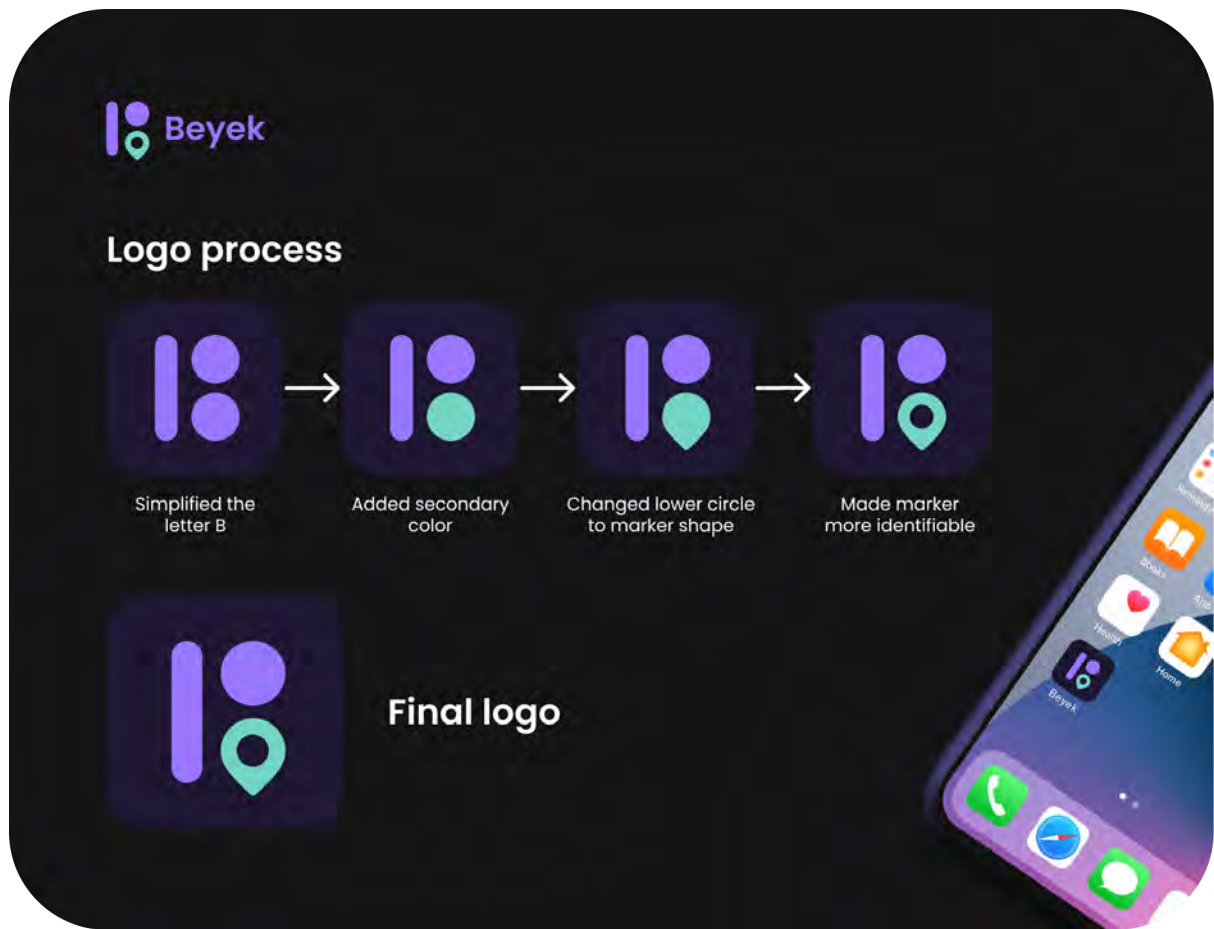 Beyek
Logo process
Simplified the
letter B
Added secondary
color
Changed lower circle
to marker shape
Made marker
more identifiable
Final logo
Books
Health
Home
Beyek